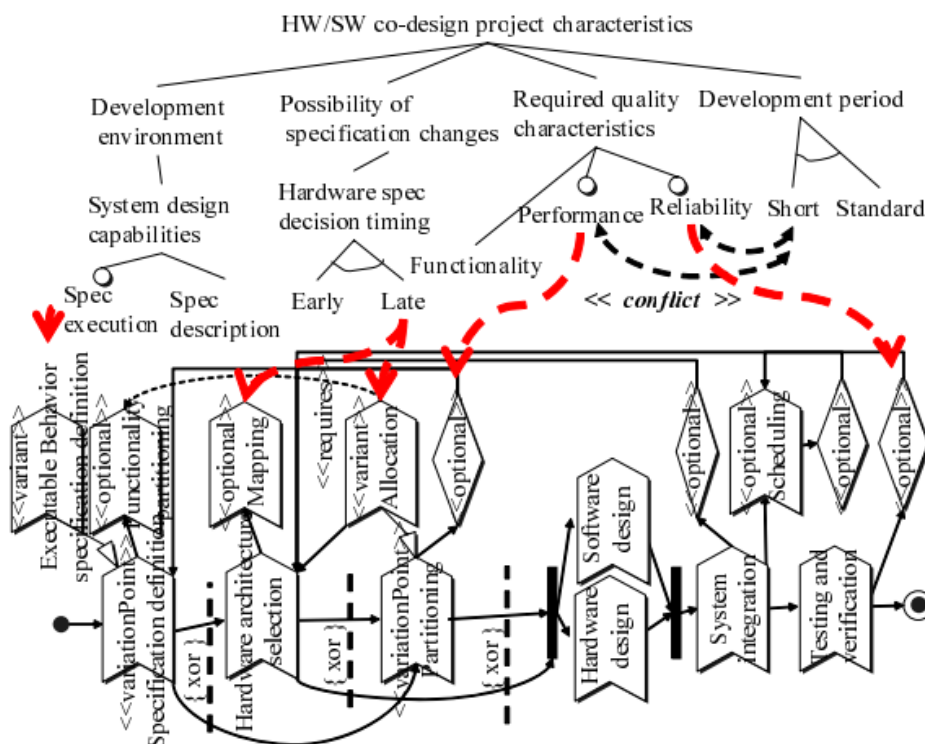 HW/SW co-design project characteristics
Development
environment
Possibility of
specification changes
Required quality
characteristics
Development period
System design
capabilities
Hardware spec
decision timing
Performance
Reliability
Short
Standard
Functionality
Spec
execution
Spec
description
Early
Late
<< conflict >>
<<variant>>
Executable Behavior
specification definition
<<optional>>
Functionality
partitioning
<<optional>>
Mapping
<<requires>>
<<variant>>
Allocation
<<optional>>
<<optional>>
<<optional>>
Scheduling
<<optional>>
<<optional>>
Software
design
Hardware
design
<<variationPoint>>
Specification definition
{xor}
Hardware architecture
selection
{xor}
<<variationPoint>>
Partitioning
{xor}
System
integration
Testing and
verification